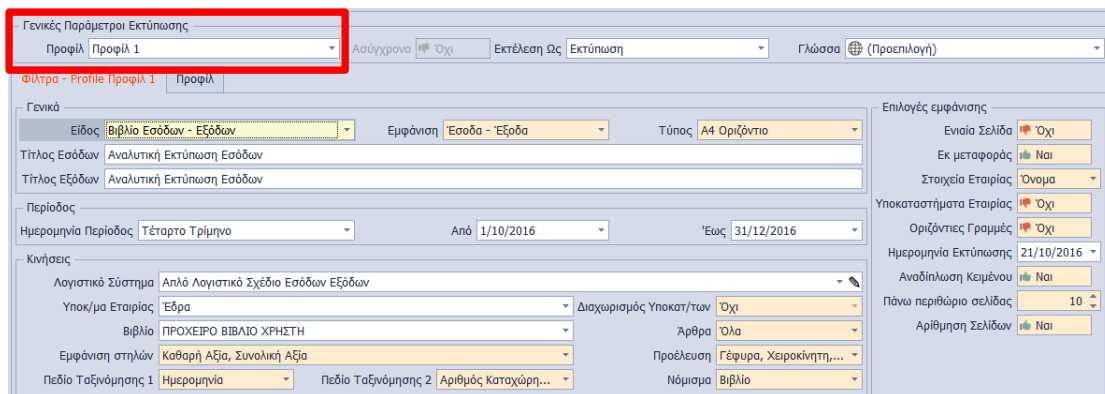 Γενικές Παράμετροι Εκτύπωσης
Προφίλ Προφίλ 1 Ασύγχρονο Όχι Εκτέλεση Ως Εκτύπωση Γλώσσα (Προεπιλογή)
Φίλτρα - Profile Προφίλ 1 Προφίλ
Γενικά Επιλογές εμφάνισης
Είδος Βιβλίο Εσόδων - Εξόδων Εμφάνιση Έσοδα - Έξοδα Τύπος Α4 Οριζόντιο Ενιαία Σελίδα Όχι
Τίτλος Εσόδων Αναλυτική Εκτύπωση Εσόδων Εκ μεταφοράς Ναι
Τίτλος Εξόδων Αναλυτική Εκτύπωση Εσόδων Στοιχεία Εταιρίας Όνομα
Περίοδος Υποκαταστήματα Εταιρίας Όχι
Ημερομηνία Περίοδος Τέταρτο Τρίμηνο Από 1/10/2016 Έως 31/12/2016 Οριζόντιες Γραμμές Όχι
Κινήσεις Ημερομηνία Εκτύπωσης 21/10/2016
Λογιστικό Σύστημα Απλό Λογιστικό Σχέδιο Εσόδων Εξόδων Αναδίπλωση Κειμένου Ναι
Υποκ/μα Εταιρίας Έδρα Διαχωρισμός Υποκατ/των Όχι Πάνω περιθώριο σελίδας 10
Βιβλίο ΠΡΟΧΕΙΡΟ ΒΙΒΛΙΟ ΧΡΗΣΤΗ Άρθρα Όλα Αρίθμηση Σελίδων Ναι
Εμφάνιση στηλών Καθαρή Αξία, Συνολική Αξία Προέλευση Γέφυρα, Χειροκίνητη,...
Πεδίο Ταξινόμησης 1 Ημερομηνία Πεδίο Ταξινόμησης 2 Αριθμός Καταχώρη... Νόμισμα Βιβλίο